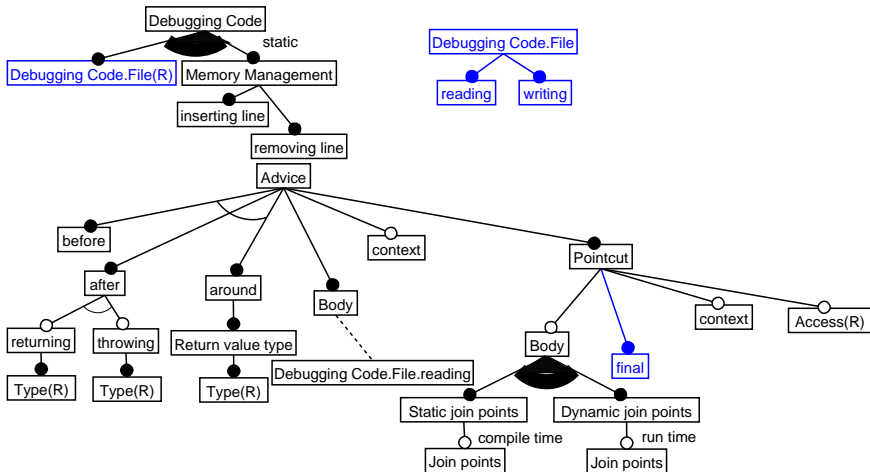 Debugging Code
static
Debugging Code.File(R)
Memory Management
inserting line
removing line
Debugging Code.File
reading
writing
Advice
before
context
Pointcut
after
around
Body
returning
throwing
Return value type
Type(R)
Type(R)
Type(R)
Debugging Code.File.reading
Body
final
context
Access(R)
Static join points
Dynamic join points
compile time
run time
Join points
Join points